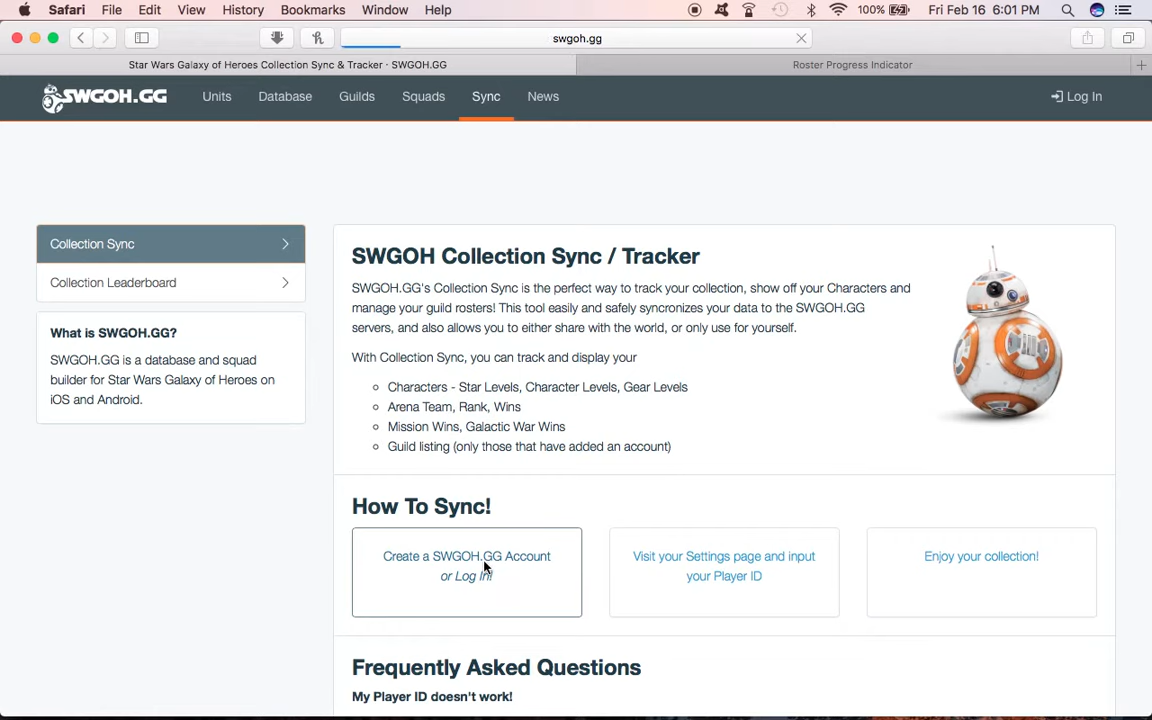 Safari File Edit View History Bookmarks Window Help 100% Fri Feb 16 6:01 PM
swgoh.gg
Star Wars Galaxy of Heroes Collection Sync & Tracker · SWGOH.GG Roster Progress Indicator
SWGOH.GG Units Database Guilds Squads Sync News Log In
Collection Sync
Collection Leaderboard
What is SWGOH.GG?
SWGOH.GG is a database and squad
builder for Star Wars Galaxy of Heroes on
iOS and Android.
SWGOH Collection Sync / Tracker
SWGOH.GG's Collection Sync is the perfect way to track your collection, show off your Characters and
manage your guild rosters! This tool easily and safely syncronizes your data to the SWGOH.GG
servers, and also allows you to either share with the world, or only use for yourself.
With Collection Sync, you can track and display your
Characters - Star Levels, Character Levels, Gear Levels
Arena Team, Rank, Wins
Mission Wins, Galactic War Wins
Guild listing (only those that have added an account)
How To Sync!
Create a SWGOH.GG Account
or Log In!
Visit your Settings page and input
your Player ID
Enjoy your collection!
Frequently Asked Questions
My Player ID doesn't work!